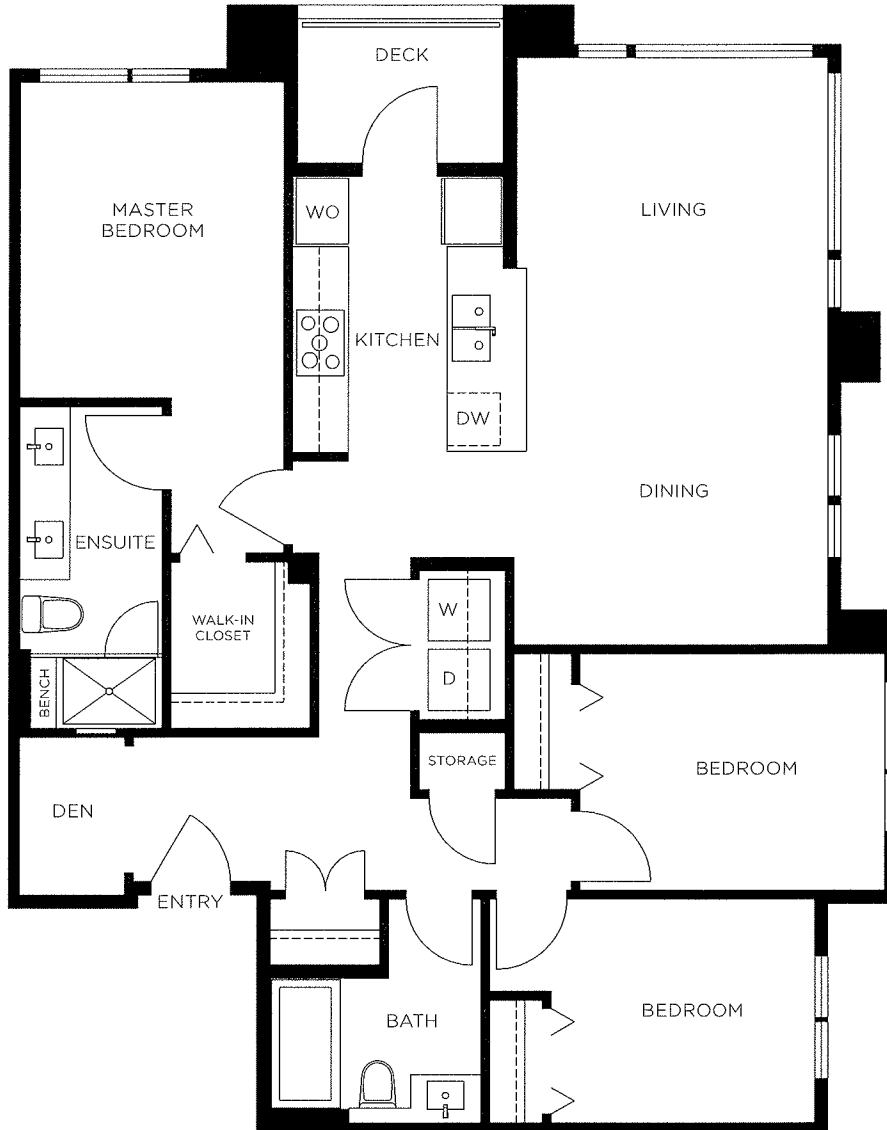 DECK
MASTER
BEDROOM
WO
LIVING
KITCHEN
DW
DINING
ENSUITE
WALK-IN
CLOSET
W
D
BENCH
STORAGE
BEDROOM
DEN
ENTRY
BATH
BEDROOM